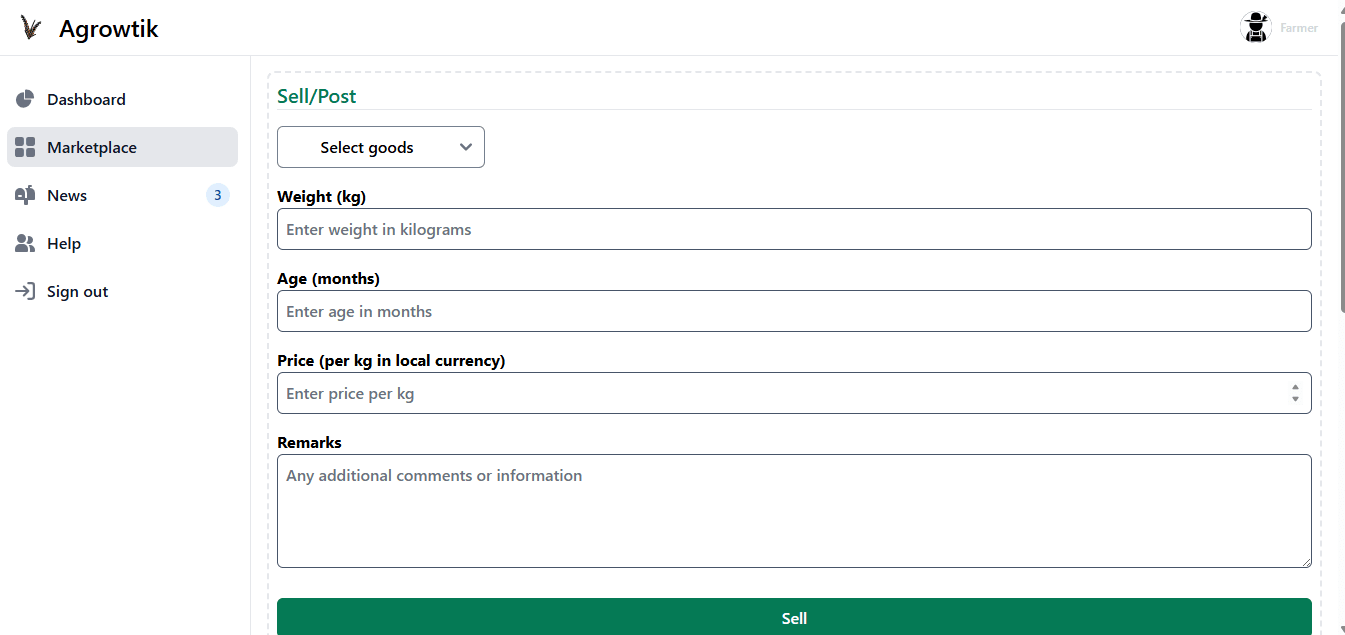 Agrowtik
Farmer
Dashboard
Marketplace
News
3
Help
Sign out
Sell/Post
Select goods
Weight (kg)
Enter weight in kilograms
Age (months)
Enter age in months
Price (per kg in local currency)
Enter price per kg
Remarks
Any additional comments or information
Sell